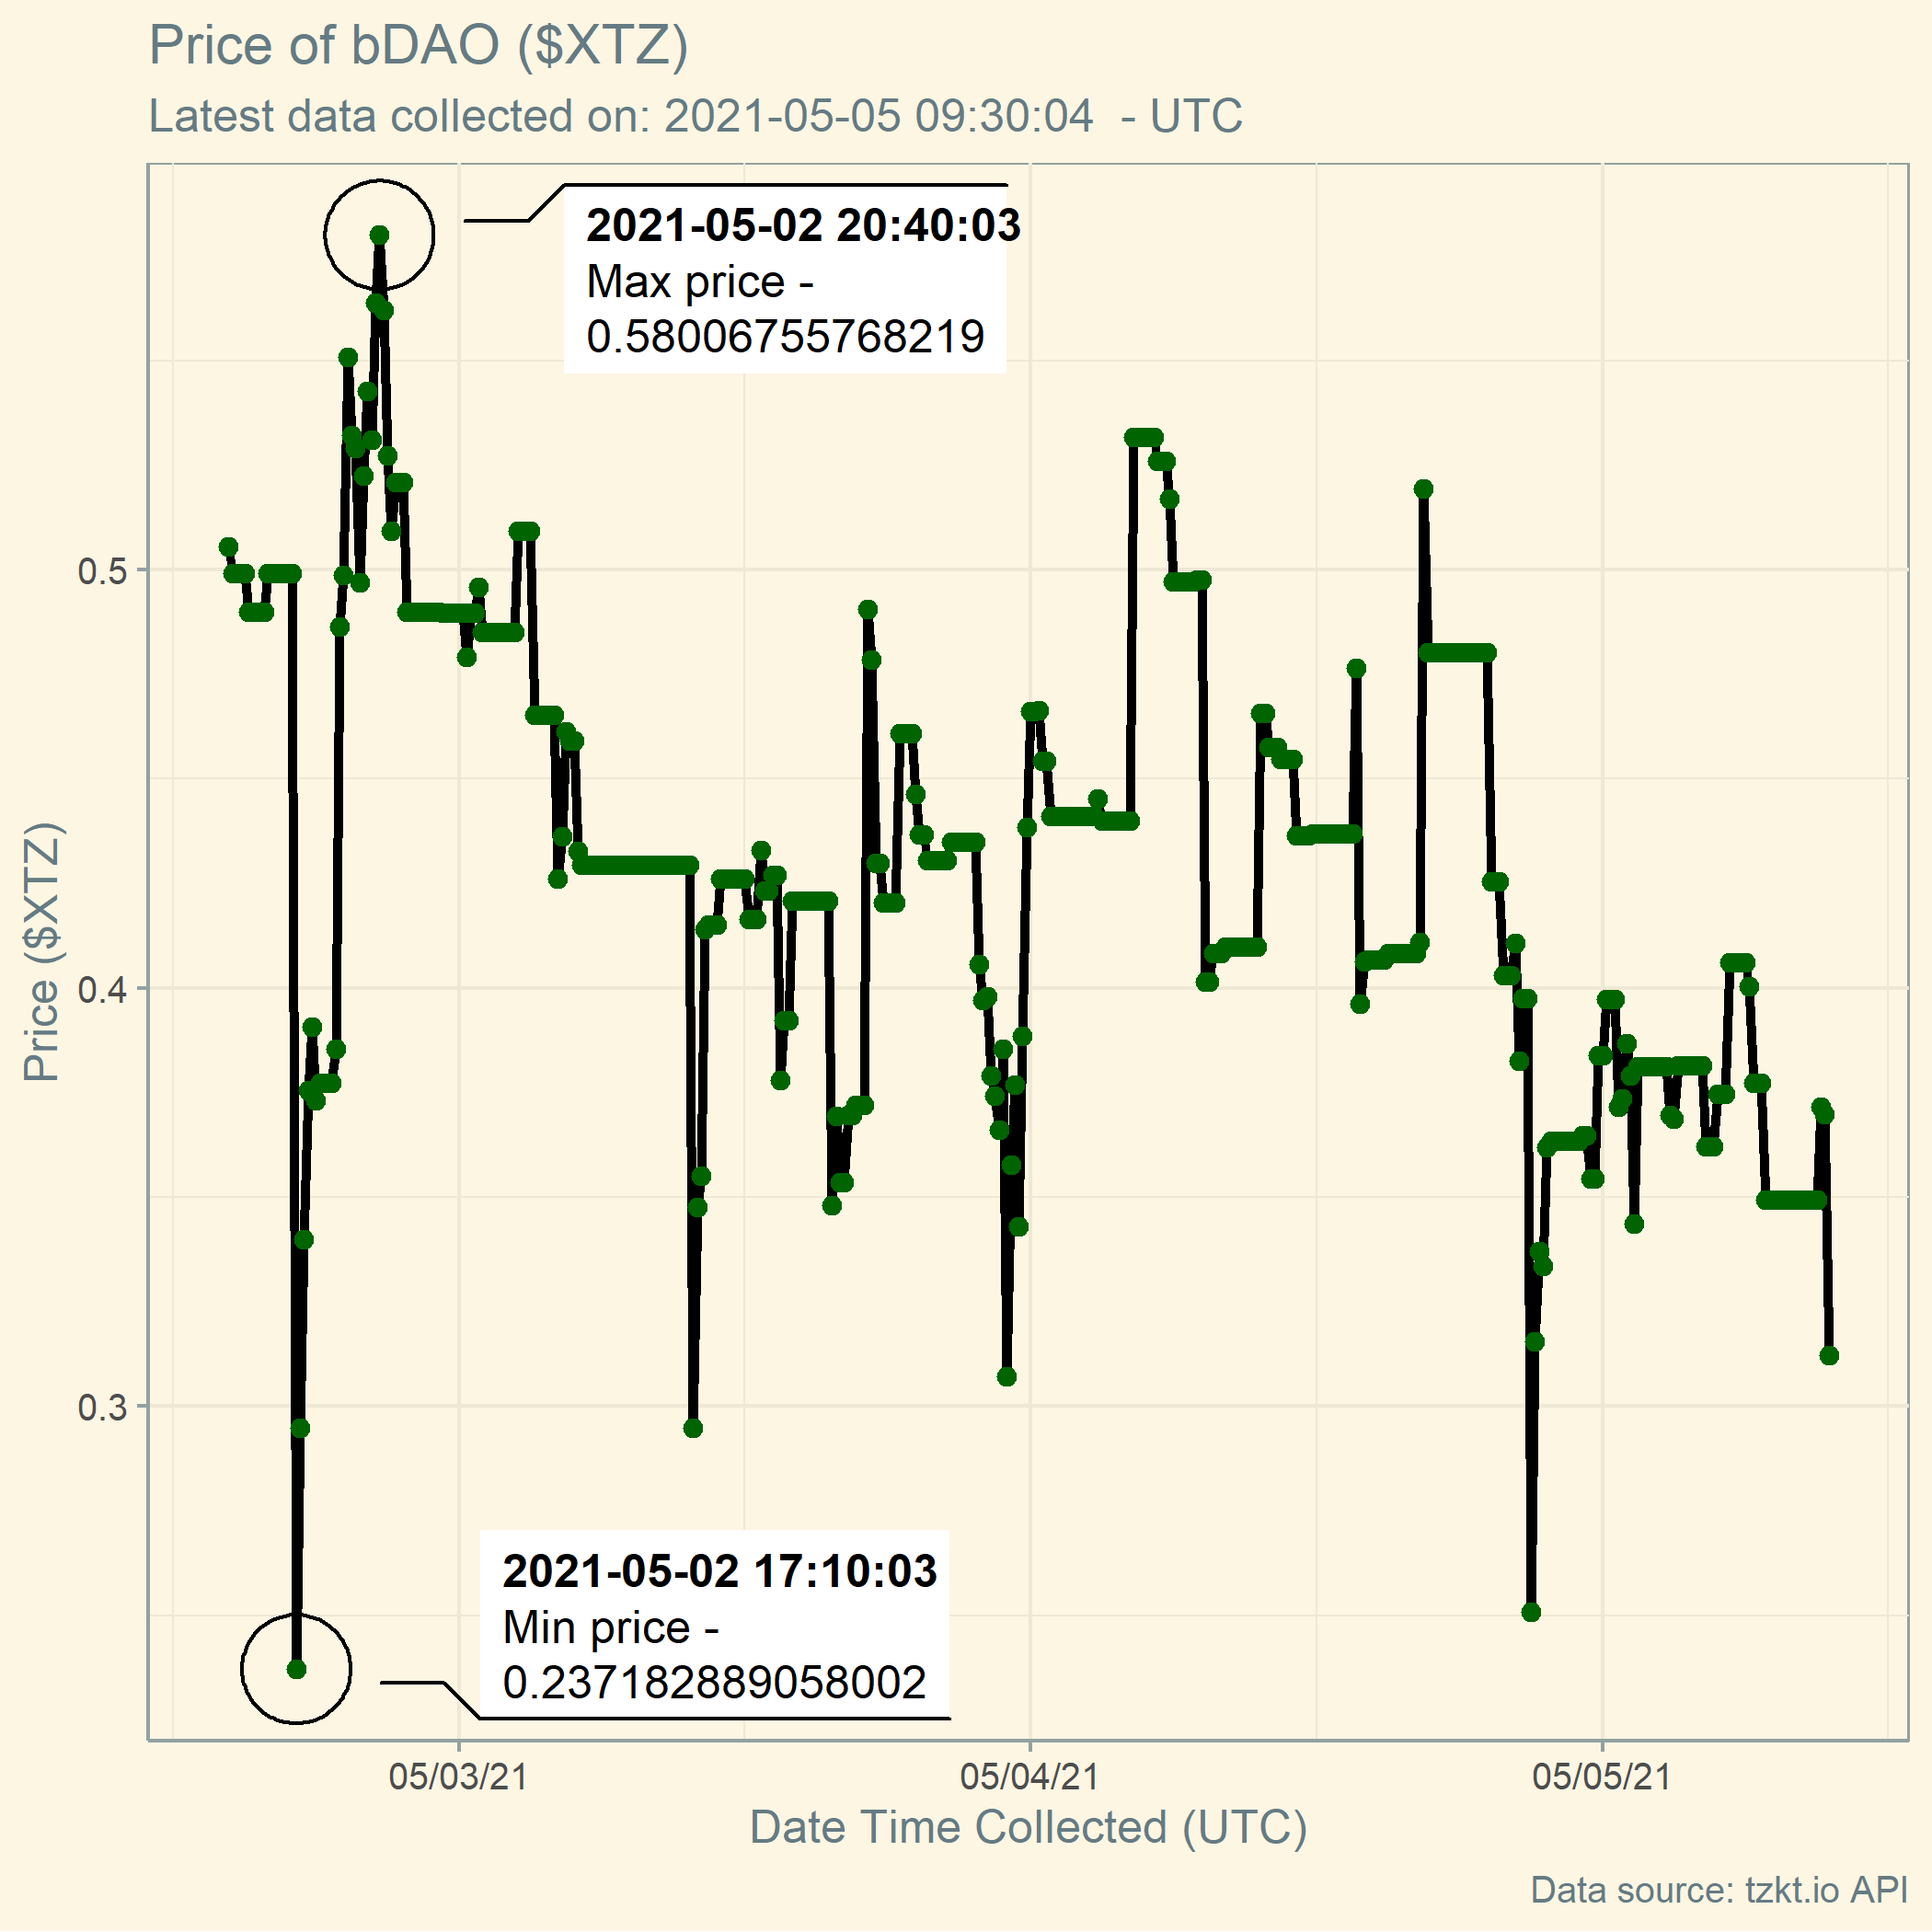 Price of bDAO ($XTZ)
Latest data collected on: 2021-05-05 09:30:04  - UTC
2021-05-02 20:40:03
Max price -
0.58006755768219
0.5
0.4
0.3
Price ($XTZ)
2021-05-02 17:10:03
Min price -
0.237182889058002
05/03/21
05/04/21
05/05/21
Date Time Collected (UTC)
Data source: tzkt.io API